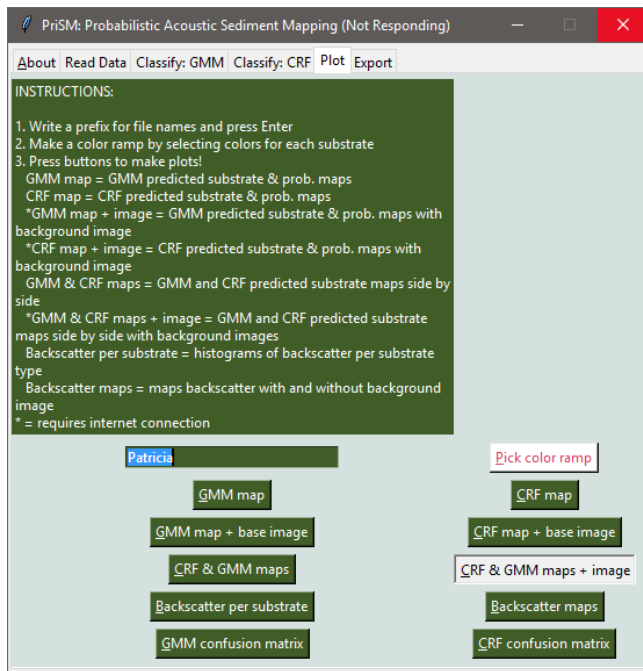 PriSM: Probabilistic Acoustic Sediment Mapping (Not Responding)
About Read Data Classify: GMM Classify: CRF Plot Export
INSTRUCTIONS:
1. Write a prefix for file names and press Enter
2. Make a color ramp by selecting colors for each substrate
3. Press buttons to make plots!
GMM map = GMM predicted substrate & prob. maps
CRF map = CRF predicted substrate & prob. maps
*GMM map + image = GMM predicted substrate & prob. maps with
background image
*CRF map + image = CRF predicted substrate & prob. maps with
background image
GMM & CRF maps = GMM and CRF predicted substrate maps side by
side
*GMM & CRF maps + image = GMM and CRF predicted substrate
maps side by side with background images
Backscatter per substrate = histograms of backscatter per substrate
type
Backscatter maps = maps backscatter with and without background
image
* = requires internet connection
Patricia Pick color ramp
GMM map CRF map
GMM map + base image CRF map + base image
CRF & GMM maps CRF & GMM maps + image
Backscatter per substrate Backscatter maps
GMM confusion matrix CRF confusion matrix